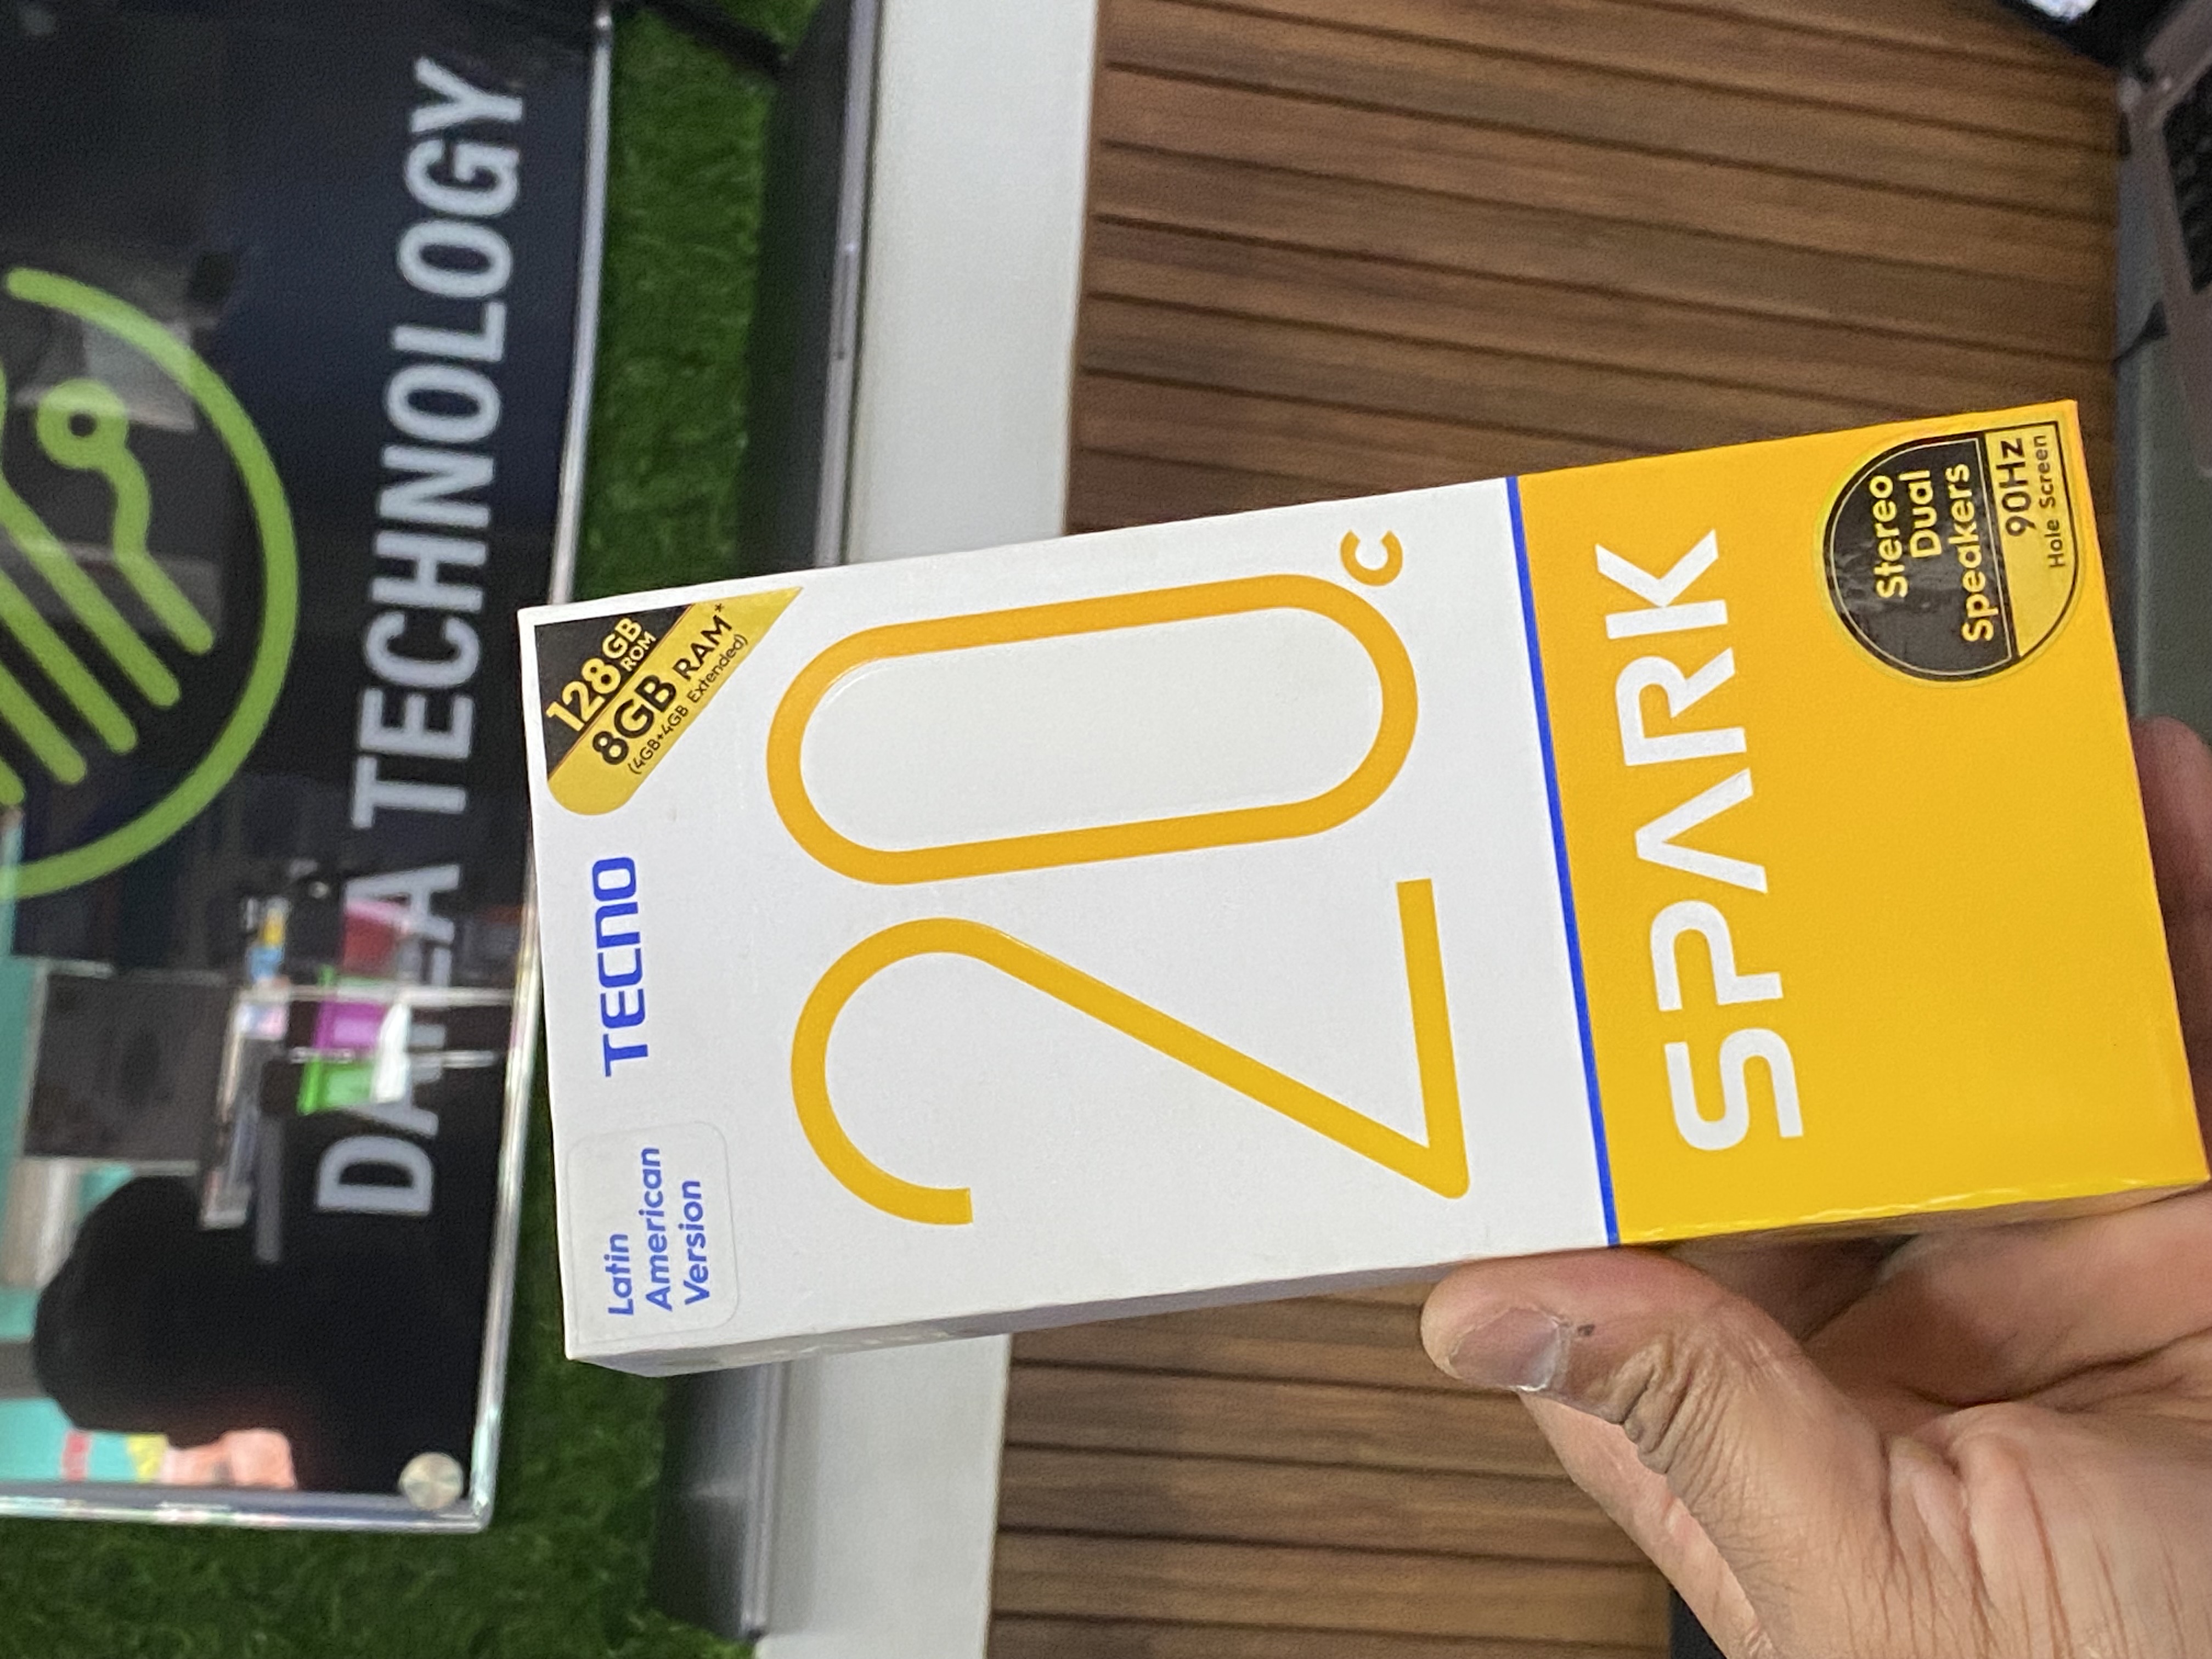 TECNO
Latin
American
Version
128GB
ROM
8GB RAM*
(4GB+4GB Extended)
20C
SPARK
Stereo
Dual
Speakers
90Hz
Hole Screen
TECHNOLOGY